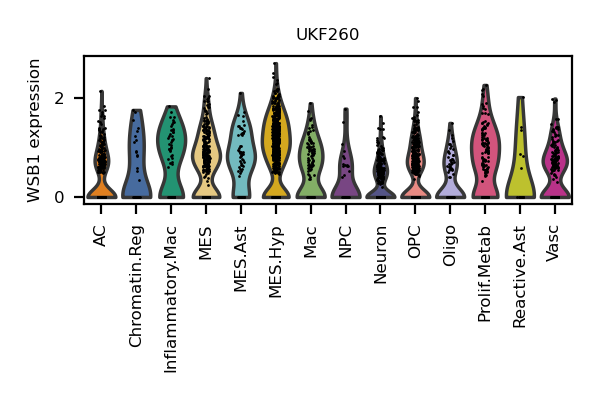 UKF260
WSB1 expression
2
0
AC
Chromatin.Reg
Inflammatory.Mac
MES
MES.Ast
MES.Hyp
Mac
NPC
Neuron
OPC
Oligo
Prolif.Metab
Reactive.Ast
Vasc